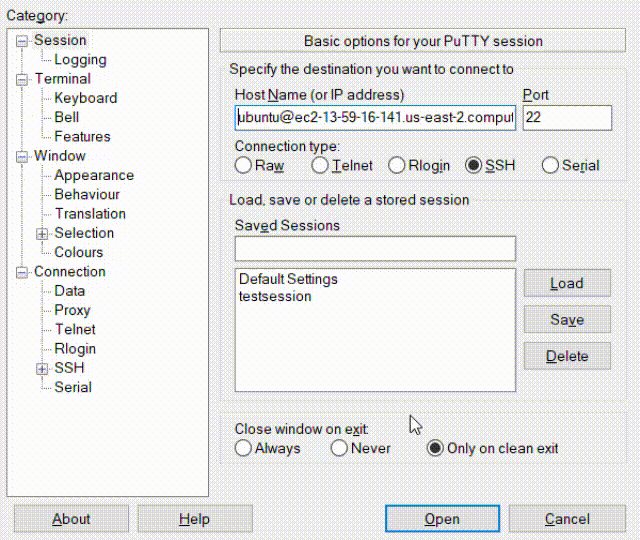 Category:
Session
Logging
Terminal
Keyboard
Bell
Features
Window
Appearance
Behaviour
Translation
Selection
Colours
Connection
Data
Proxy
Telnet
Rlogin
SSH
Serial
Basic options for your PuTTY session
Specify the destination you want to connect to
Host Name (or IP address) Port
ubuntu@ec2-13-59-16-141.us-east-2.comput 22
Connection type:
Raw Telnet Rlogin SSH Serial
Load, save or delete a stored session
Saved Sessions
Default Settings
testsession
Load
Save
Delete
Close window on exit:
Always Never Only on clean exit
About Help Open Cancel